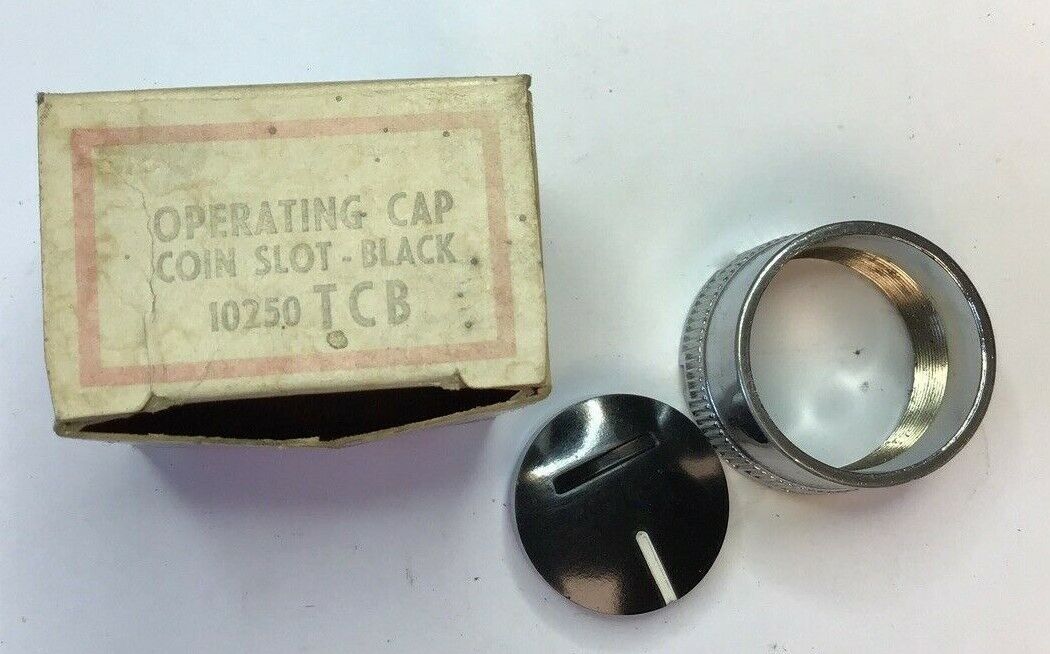 OPERATING CAP
COIN SLOT - BLACK
10250 TCB